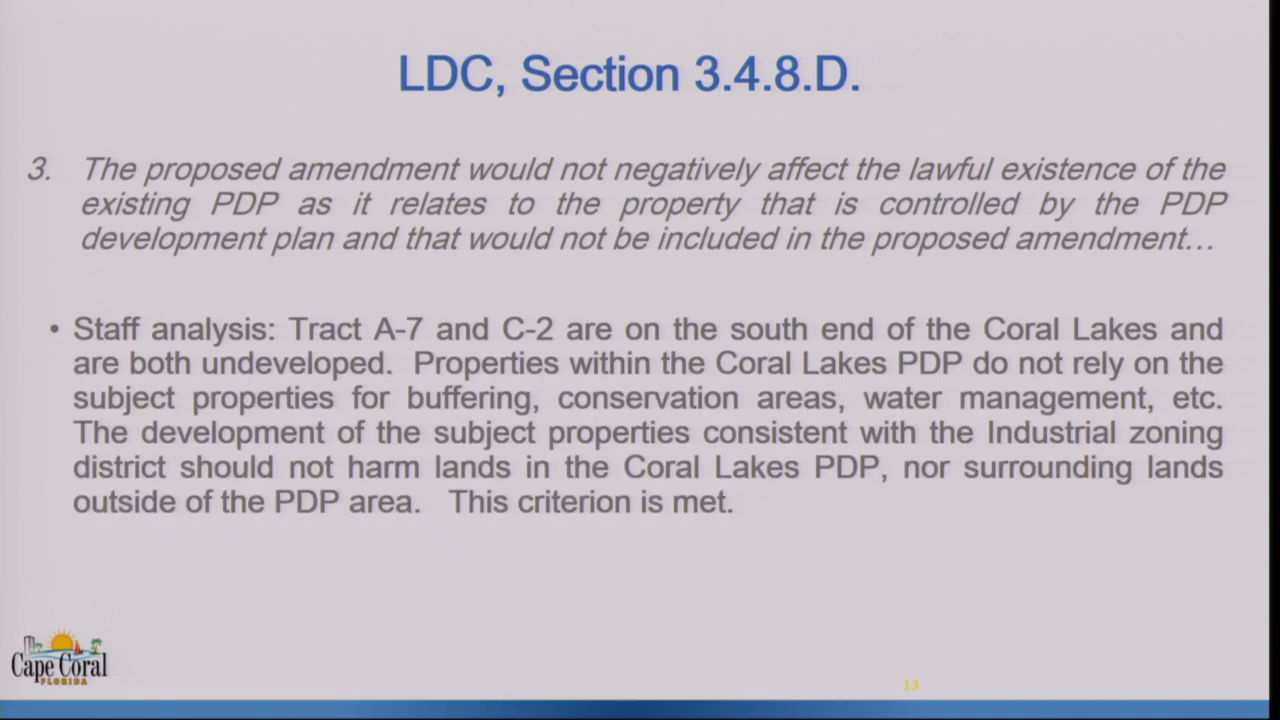 LDC, Section 3.4.8.D.
3. The proposed amendment would not negatively affect the lawful existence of the
existing PDP as it relates to the property that is controlled by the PDP
development plan and that would not be included in the proposed amendment…
• Staff analysis: Tract A-7 and C-2 are on the south end of the Coral Lakes and
are both undeveloped. Properties within the Coral Lakes PDP do not rely on the
subject properties for buffering, conservation areas, water management, etc.
The development of the subject properties consistent with the Industrial zoning
district should not harm lands in the Coral Lakes PDP, nor surrounding lands
outside of the PDP area. This criterion is met.
Cape Coral
FLORIDA
13